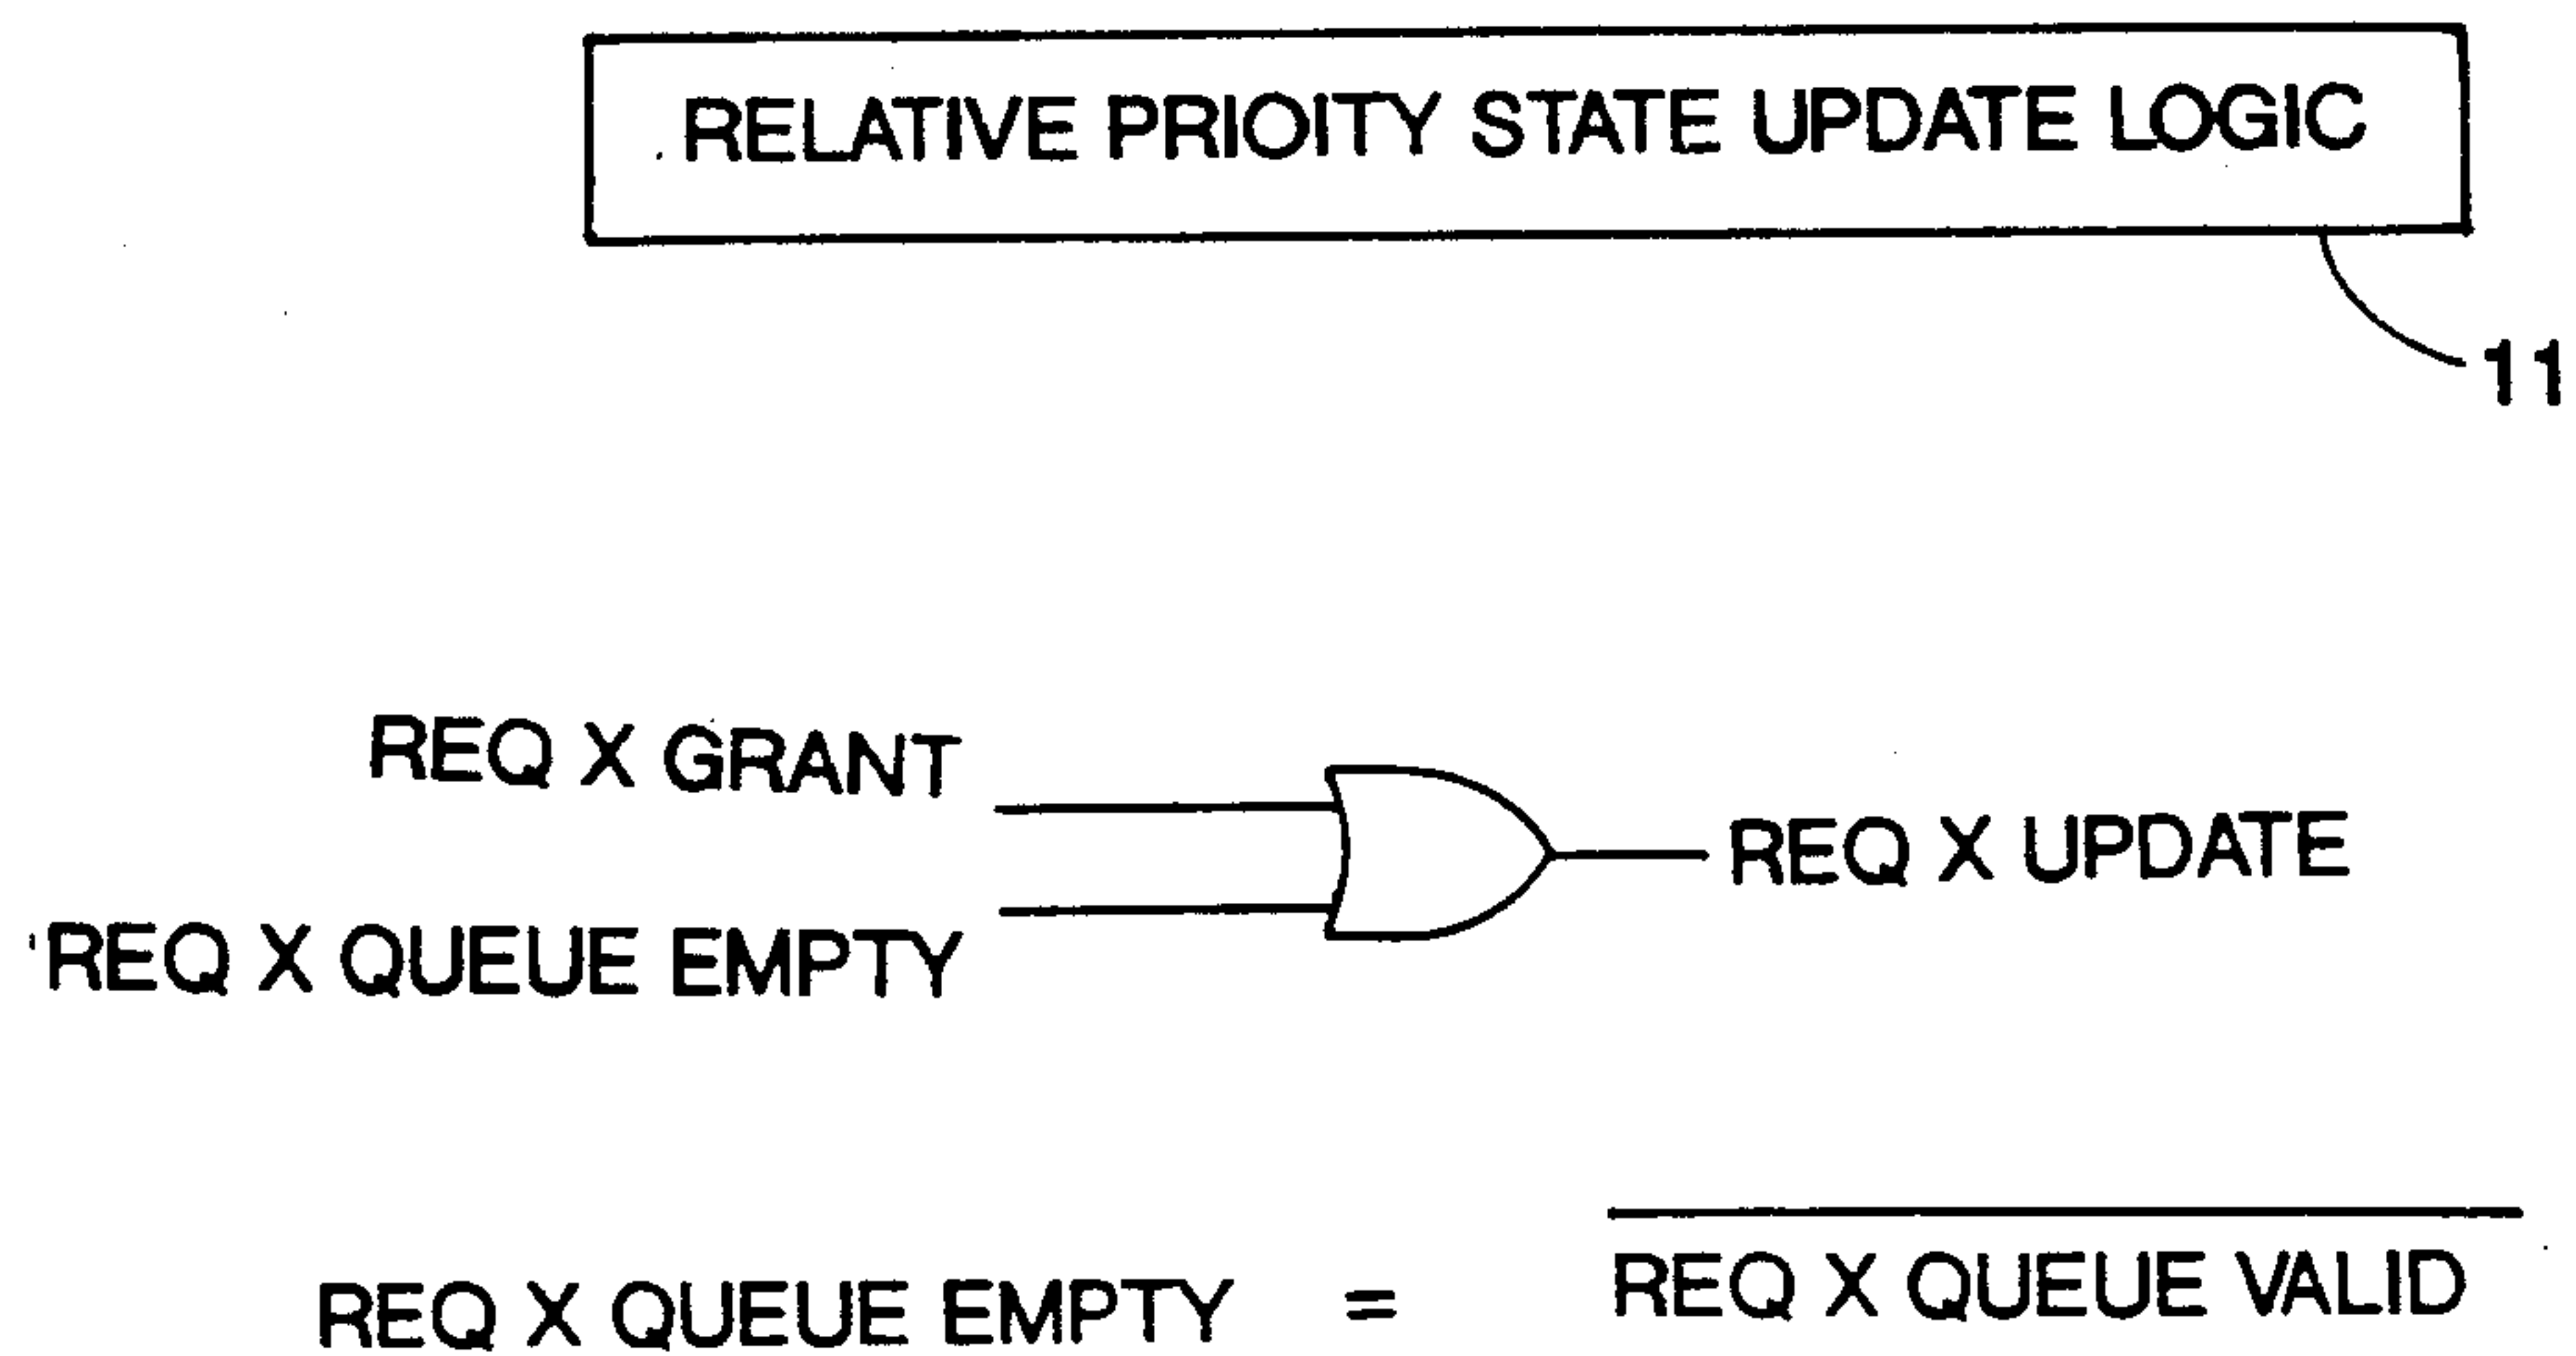 RELATIVE PRIOITY STATE UPDATE LOGIC
11
REQ X GRANT
REQ X UPDATE
REQ X QUEUE EMPTY
REQ X QUEUE EMPTY = REQ X QUEUE VALID